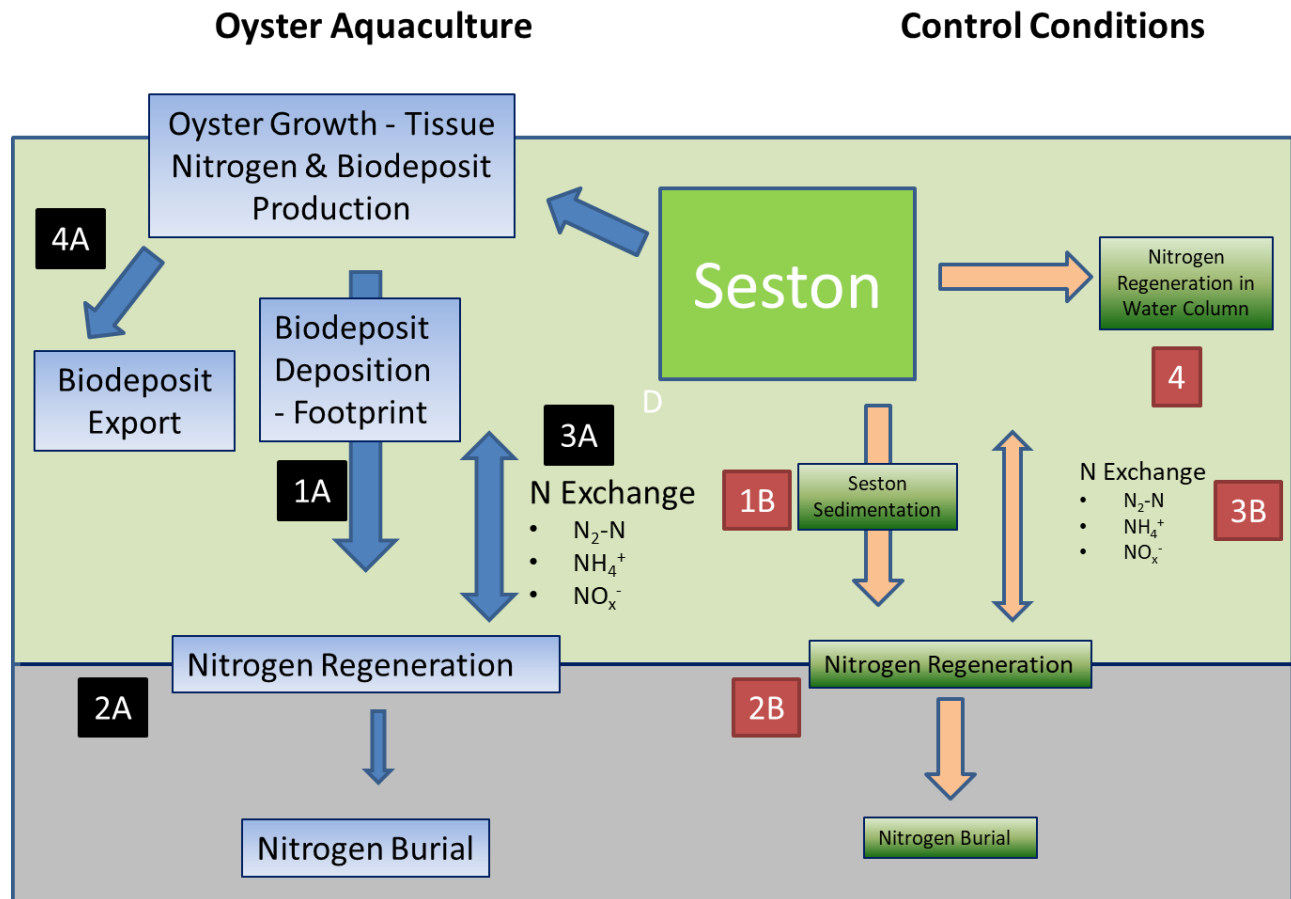 Oyster Aquaculture
Control Conditions
Oyster Growth - Tissue
Nitrogen & Biodeposit
Production
4A
Seston
Nitrogen
Regeneration in
Water Column
Biodeposit
Deposition
- Footprint
Biodeposit
Export
4
D
3A
1A
N Exchange
• N₂-N
• NH₄⁺
• NOₓ⁻
1B
Seston
Sedimentation
N Exchange
• N₂-N
• NH₄⁺
• NOₓ⁻
3B
Nitrogen Regeneration
Nitrogen Regeneration
2A
2B
Nitrogen Burial
Nitrogen Burial